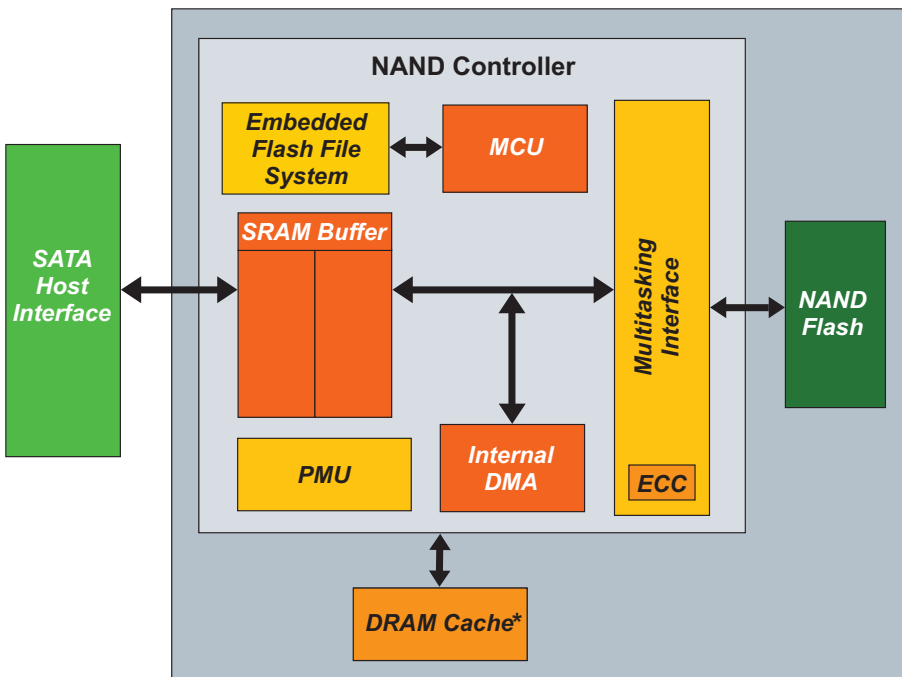 NAND Controller
Embedded
Flash File
System
MCU
SRAM Buffer
SATA
Host
Interface
Multitasking
Interface
NAND
Flash
PMU
Internal
DMA
ECC
DRAM Cache*